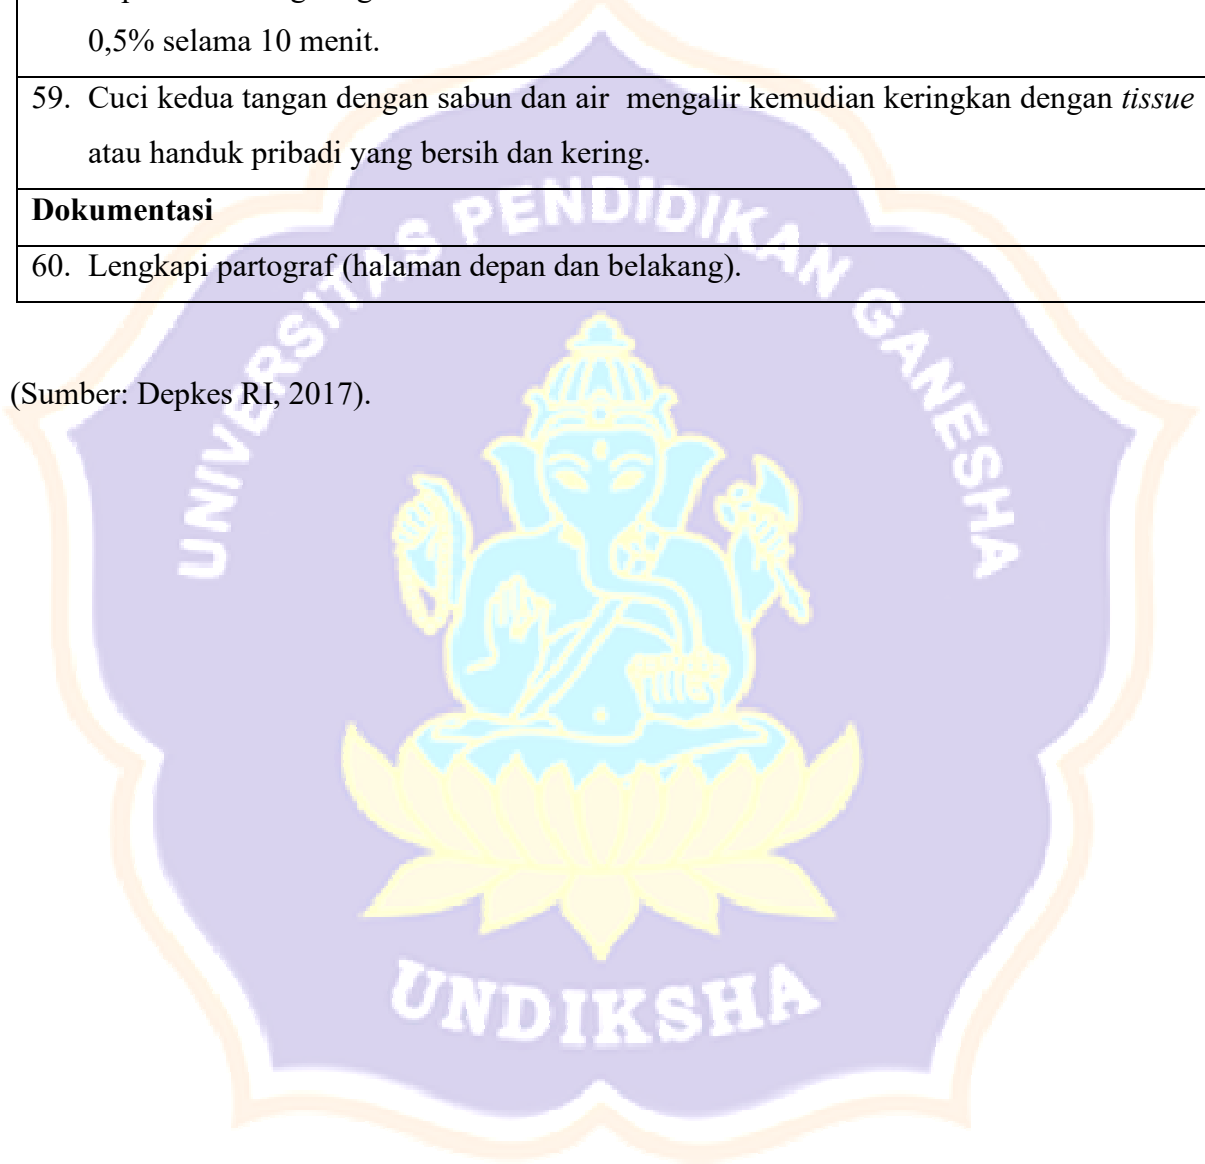 0,5% selama 10 menit.
59. Cuci kedua tangan dengan sabun dan air mengalir kemudian keringkan dengan tissue
atau handuk pribadi yang bersih dan kering.
Dokumentasi
60. Lengkapi partograf (halaman depan dan belakang).
(Sumber: Depkes RI, 2017).
UNIVERSITAS PENDIDIKAN GANESHA
UNDIKSHA